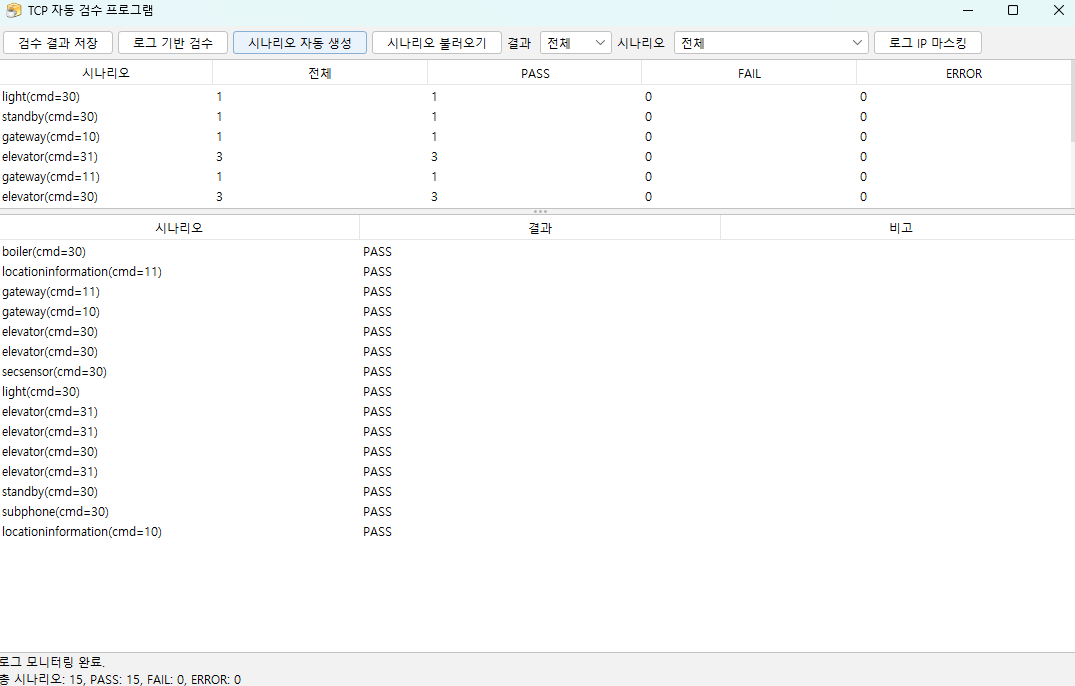 TCP 자동 검수 프로그램
검수 결과 저장 로그 기반 검수 시나리오 자동 생성 시나리오 불러오기 결과 전체 시나리오 전체 로그 IP 마스킹
시나리오 전체 PASS FAIL ERROR
light(cmd=30) 1 1 0 0
standby(cmd=30) 1 1 0 0
gateway(cmd=10) 1 1 0 0
elevator(cmd=31) 3 3 0 0
gateway(cmd=11) 1 1 0 0
elevator(cmd=30) 3 3 0 0
시나리오 결과 비고
boiler(cmd=30) PASS
locationinformation(cmd=11) PASS
gateway(cmd=11) PASS
gateway(cmd=10) PASS
elevator(cmd=30) PASS
elevator(cmd=30) PASS
secsensor(cmd=30) PASS
light(cmd=30) PASS
elevator(cmd=31) PASS
elevator(cmd=31) PASS
elevator(cmd=30) PASS
elevator(cmd=31) PASS
standby(cmd=30) PASS
subphone(cmd=30) PASS
locationinformation(cmd=10) PASS
로그 모니터링 완료.
총 시나리오: 15, PASS: 15, FAIL: 0, ERROR: 0